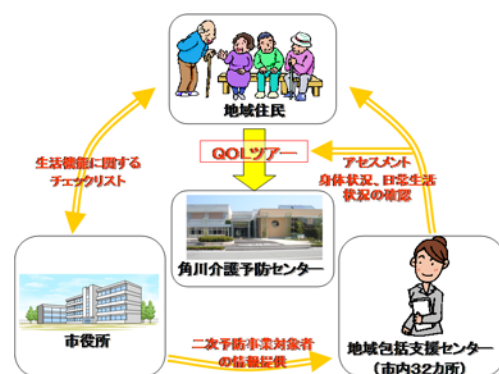 地域住民
QOLツアー
生活機能に関する
チェックリスト
アセスメント
身体状況、日常生活
状況の確認
角川介護予防センター
市役所
二次予防事業対象者
の情報提供
地域包括支援センター
(市内32カ所)